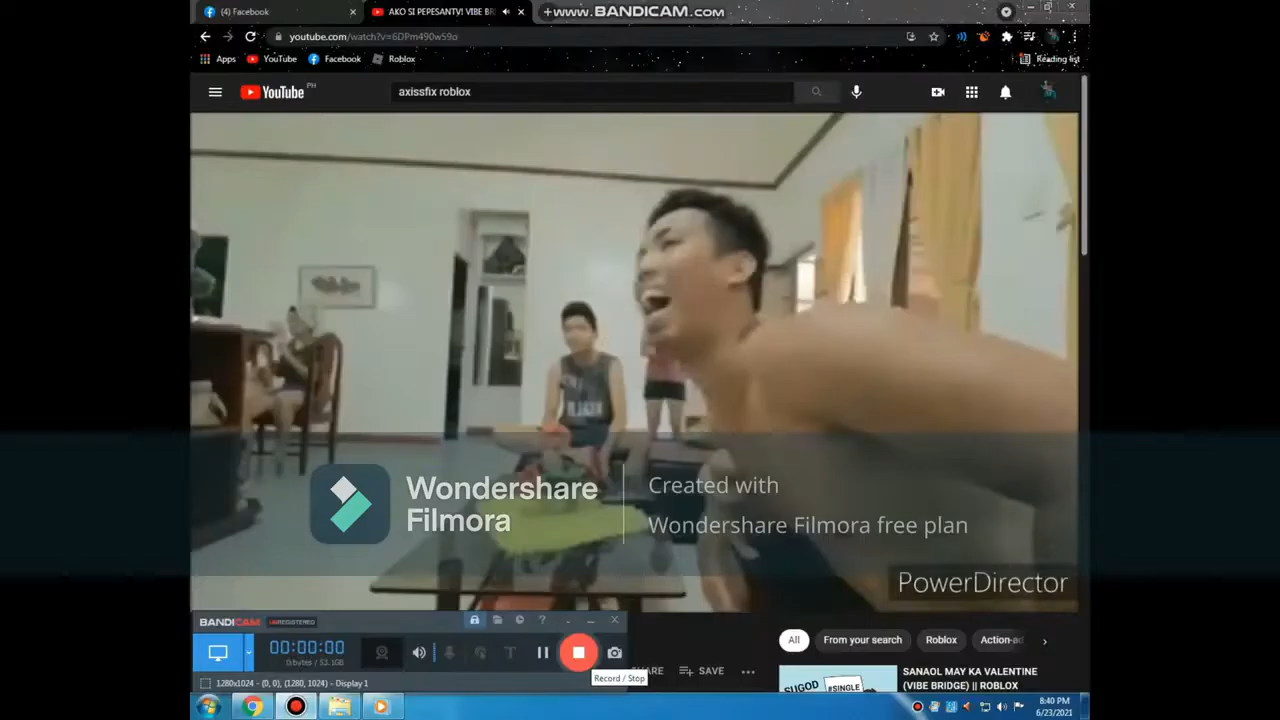 (4) Facebook
AKO SI PEPESANTV! VIBE BR
www.BANDICAM.com
youtube.com/watch?v=6DPm490w59o
Apps
YouTube
Facebook
Roblox
Reading list
YouTube PH
axissfix roblox
Wondershare
Filmora
Created with
Wondershare Filmora free plan
PowerDirector
BANDICAM UNREGISTERED
00:00:00
0bytes / 53.1GB
Record / Stop
1280x1024 - (0, 0), (1280, 1024) - Display 1
SHARE
SAVE
All
From your search
Roblox
Action-ad
SUGOD
#SINGLE
SANAOL MAY KA VALENTINE
(VIBE BRIDGE) || ROBLOX
8:40 PM
6/23/2021